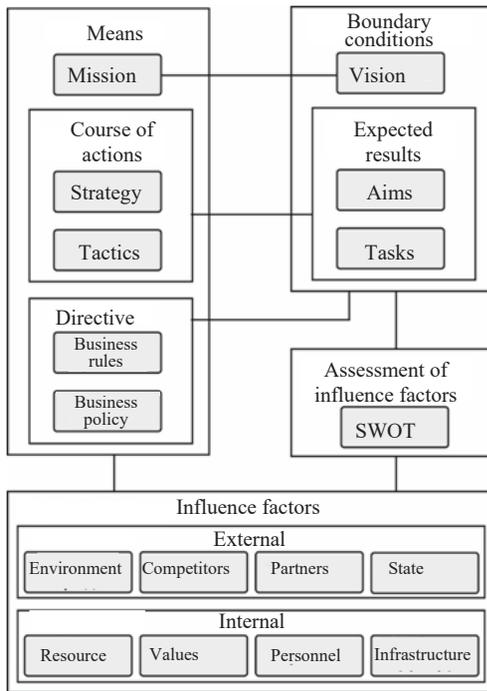 Means
Mission
Course of
actions
Strategy
Tactics
Directive
Business
rules
Business
policy
Boundary
conditions
Vision
Expected
results
Aims
Tasks
Assessment of
influence factors
SWOT
Influence factors
External
Environment
Competitors
Partners
State
Internal
Resource
Values
Personnel
Infrastructure